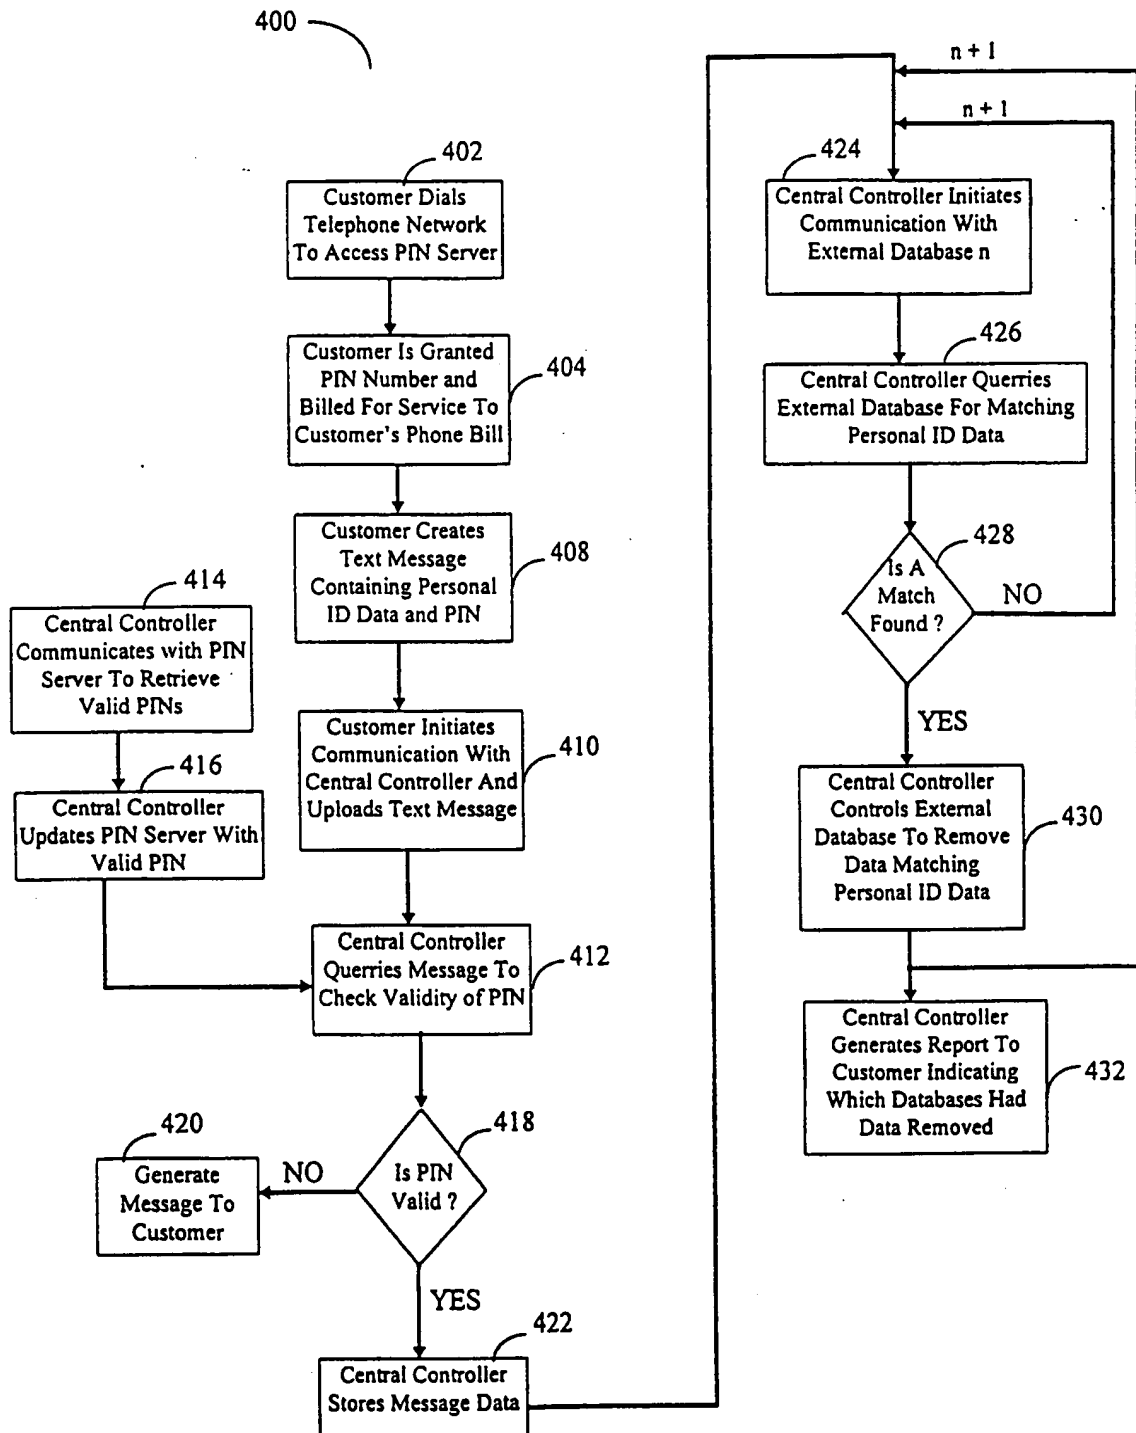 400
402
Customer Dials
Telephone Network
To Access PIN Server
Customer Is Granted
PIN Number and
Billed For Service To
Customer's Phone Bill
404
Customer Creates
Text Message
Containing Personal
ID Data and PIN
408
414
Central Controller
Communicates with PIN
Server To Retrieve
Valid PINs
Customer Initiates
Communication With
Central Controller And
Uploads Text Message
410
416
Central Controller
Updates PIN Server With
Valid PIN
Central Controller
Querries Message To
Check Validity of PIN
412
418
Is PIN
Valid ?
NO
420
Generate
Message To
Customer
YES
422
Central Controller
Stores Message Data
n + 1
n + 1
424
Central Controller Initiates
Communication With
External Database n
426
Central Controller Querries
External Database For Matching
Personal ID Data
428
Is A
Match
Found ?
NO
YES
Central Controller
Controls External
Database To Remove
Data Matching
Personal ID Data
430
Central Controller
Generates Report To
Customer Indicating
Which Databases Had
Data Removed
432